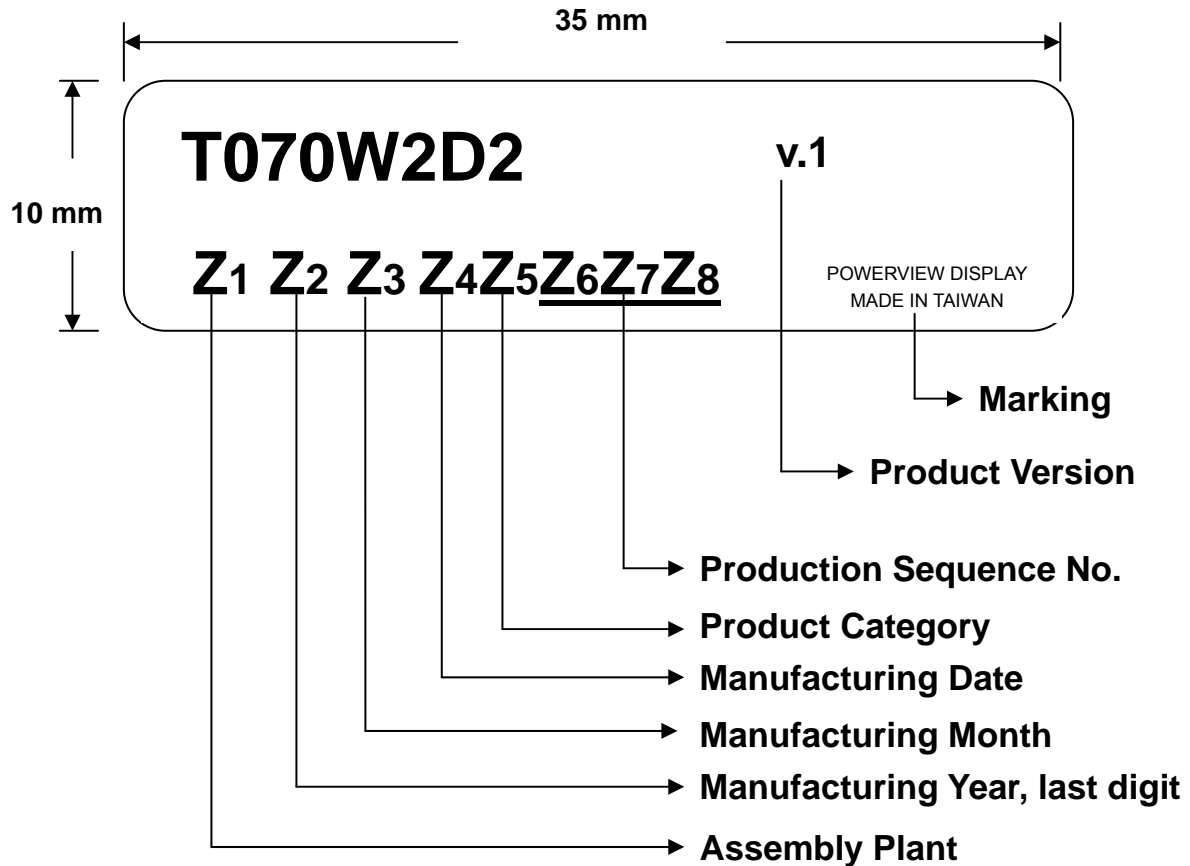 35 mm
T070W2D2 v.1
10 mm
Z1 Z2 Z3 Z4Z5Z6Z7Z8
POWERVIEW DISPLAY
MADE IN TAIWAN
Marking
Product Version
Production Sequence No.
Product Category
Manufacturing Date
Manufacturing Month
Manufacturing Year, last digit
Assembly Plant